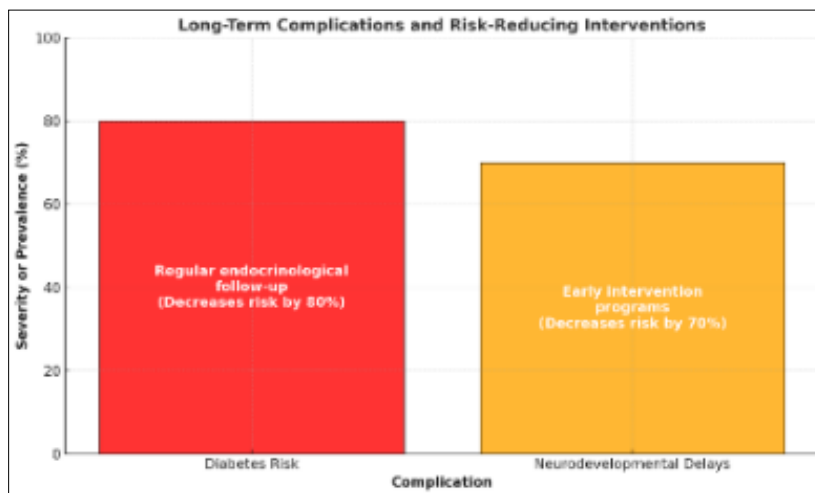 Long-Term Complications and Risk-Reducing Interventions
100
80
60
40
20
0
Severity or Prevalence (%)
Regular endocrinological
follow-up
(Decreases risk by 80%)
Early intervention
programs
(Decreases risk by 70%)
Diabetes Risk
Neurodevelopmental Delays
Complication